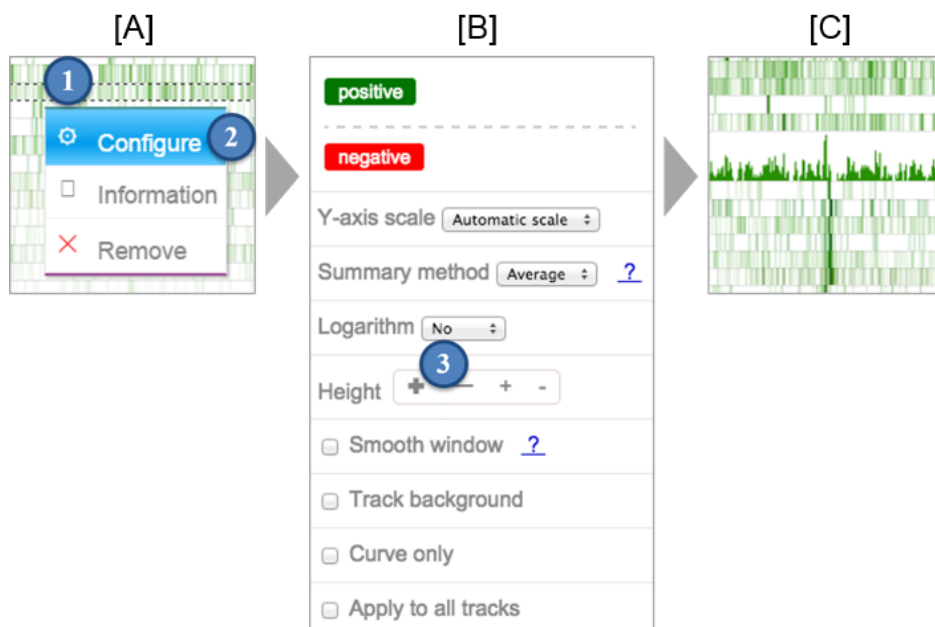 [A]
[B]
[C]
1
Configure
2
Information
Remove
positive
negative
Y-axis scale Automatic scale
Summary method Average ?
Logarithm No
3
Height + — + -
Smooth window ?
Track background
Curve only
Apply to all tracks